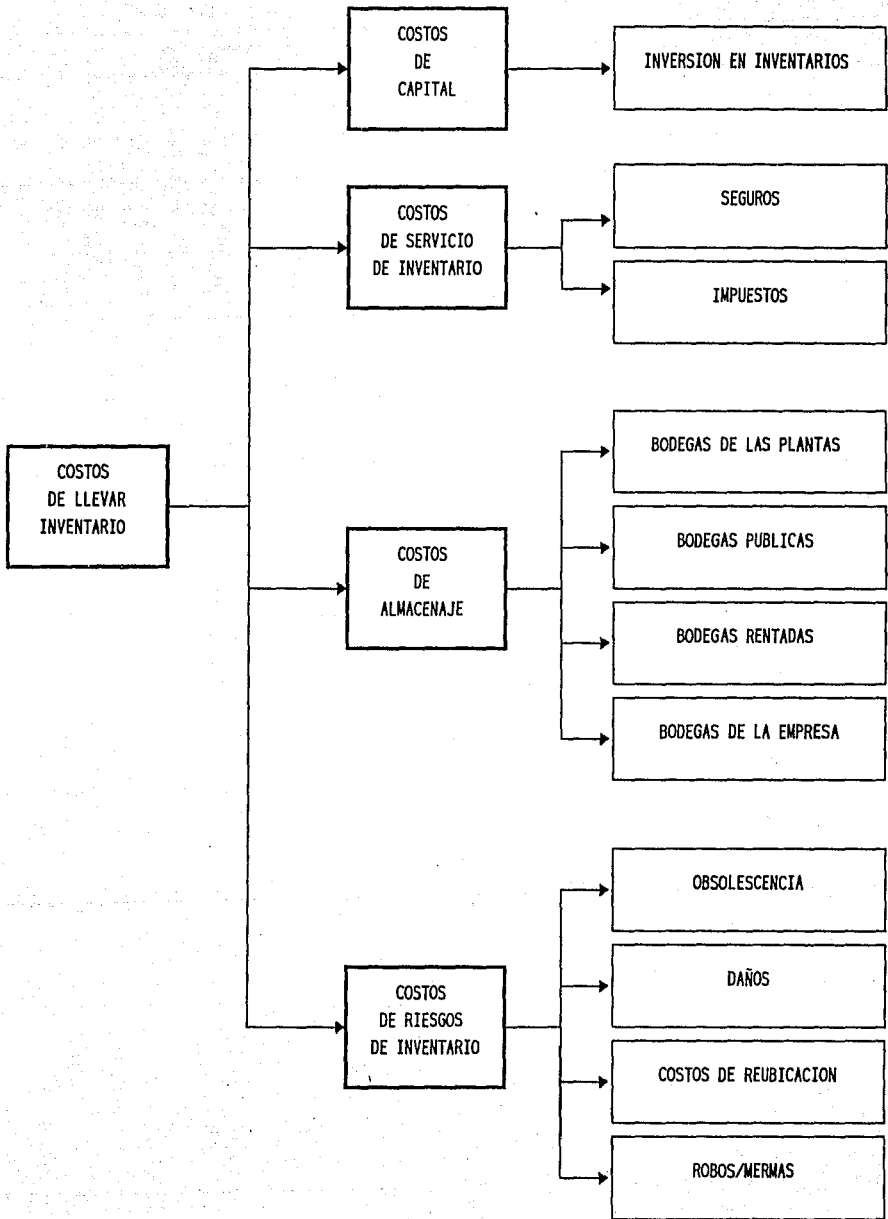 COSTOS
DE
CAPITAL
INVERSION EN INVENTARIOS
COSTOS
DE SERVICIO
DE INVENTARIO
SEGUROS
IMPUESTOS
COSTOS
DE LLEVAR
INVENTARIO
COSTOS
DE
ALMACENAJE
BODEGAS DE LAS PLANTAS
BODEGAS PUBLICAS
BODEGAS RENTADAS
BODEGAS DE LA EMPRESA
COSTOS
DE RIESGOS
DE INVENTARIO
OBSOLESCENCIA
DAÑOS
COSTOS DE REUBICACION
ROBOS/MERMAS